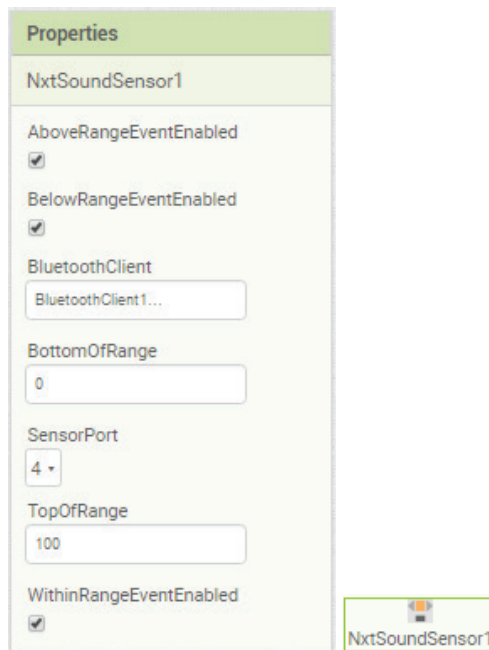 Properties
NxtSoundSensor1
AboveRangeEventEnabled
BelowRangeEventEnabled
BluetoothClient
BluetoothClient1...
BottomOfRange
0
SensorPort
4
TopOfRange
100
WithinRangeEventEnabled
NxtSoundSensor1